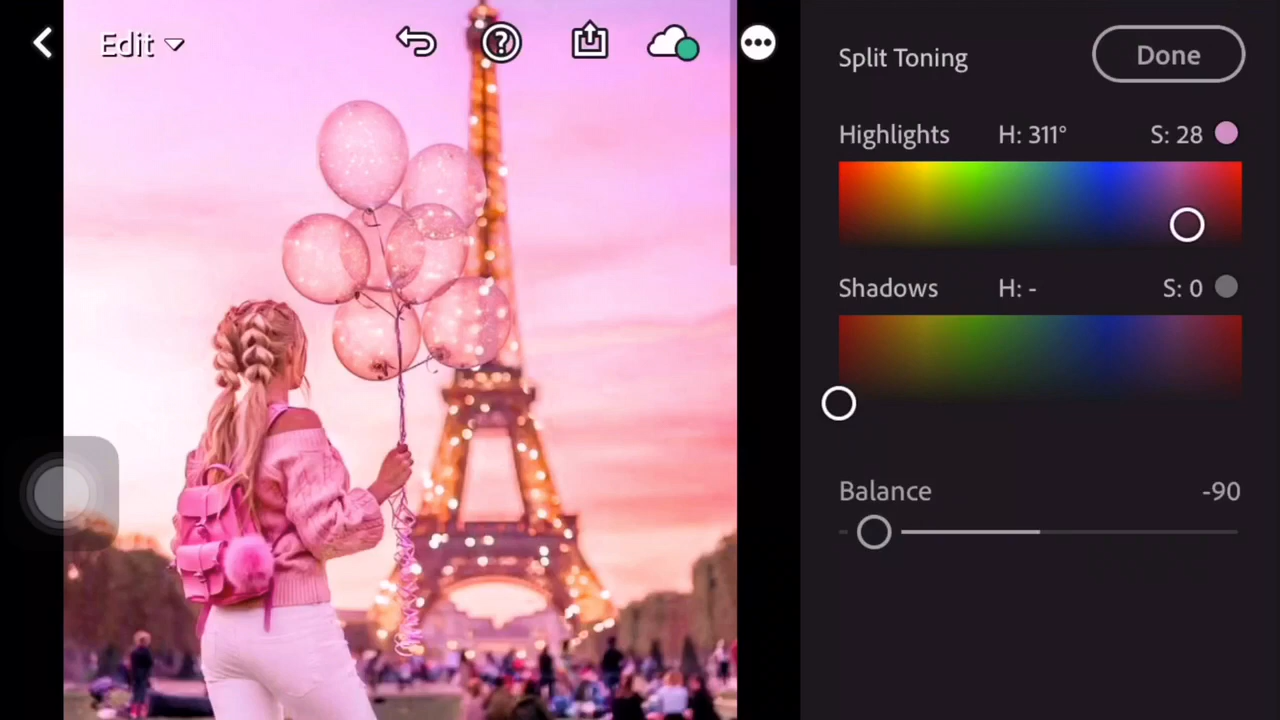 Edit
Split Toning
Done
Highlights H: 311° S: 28
Shadows H: - S: 0
Balance -90